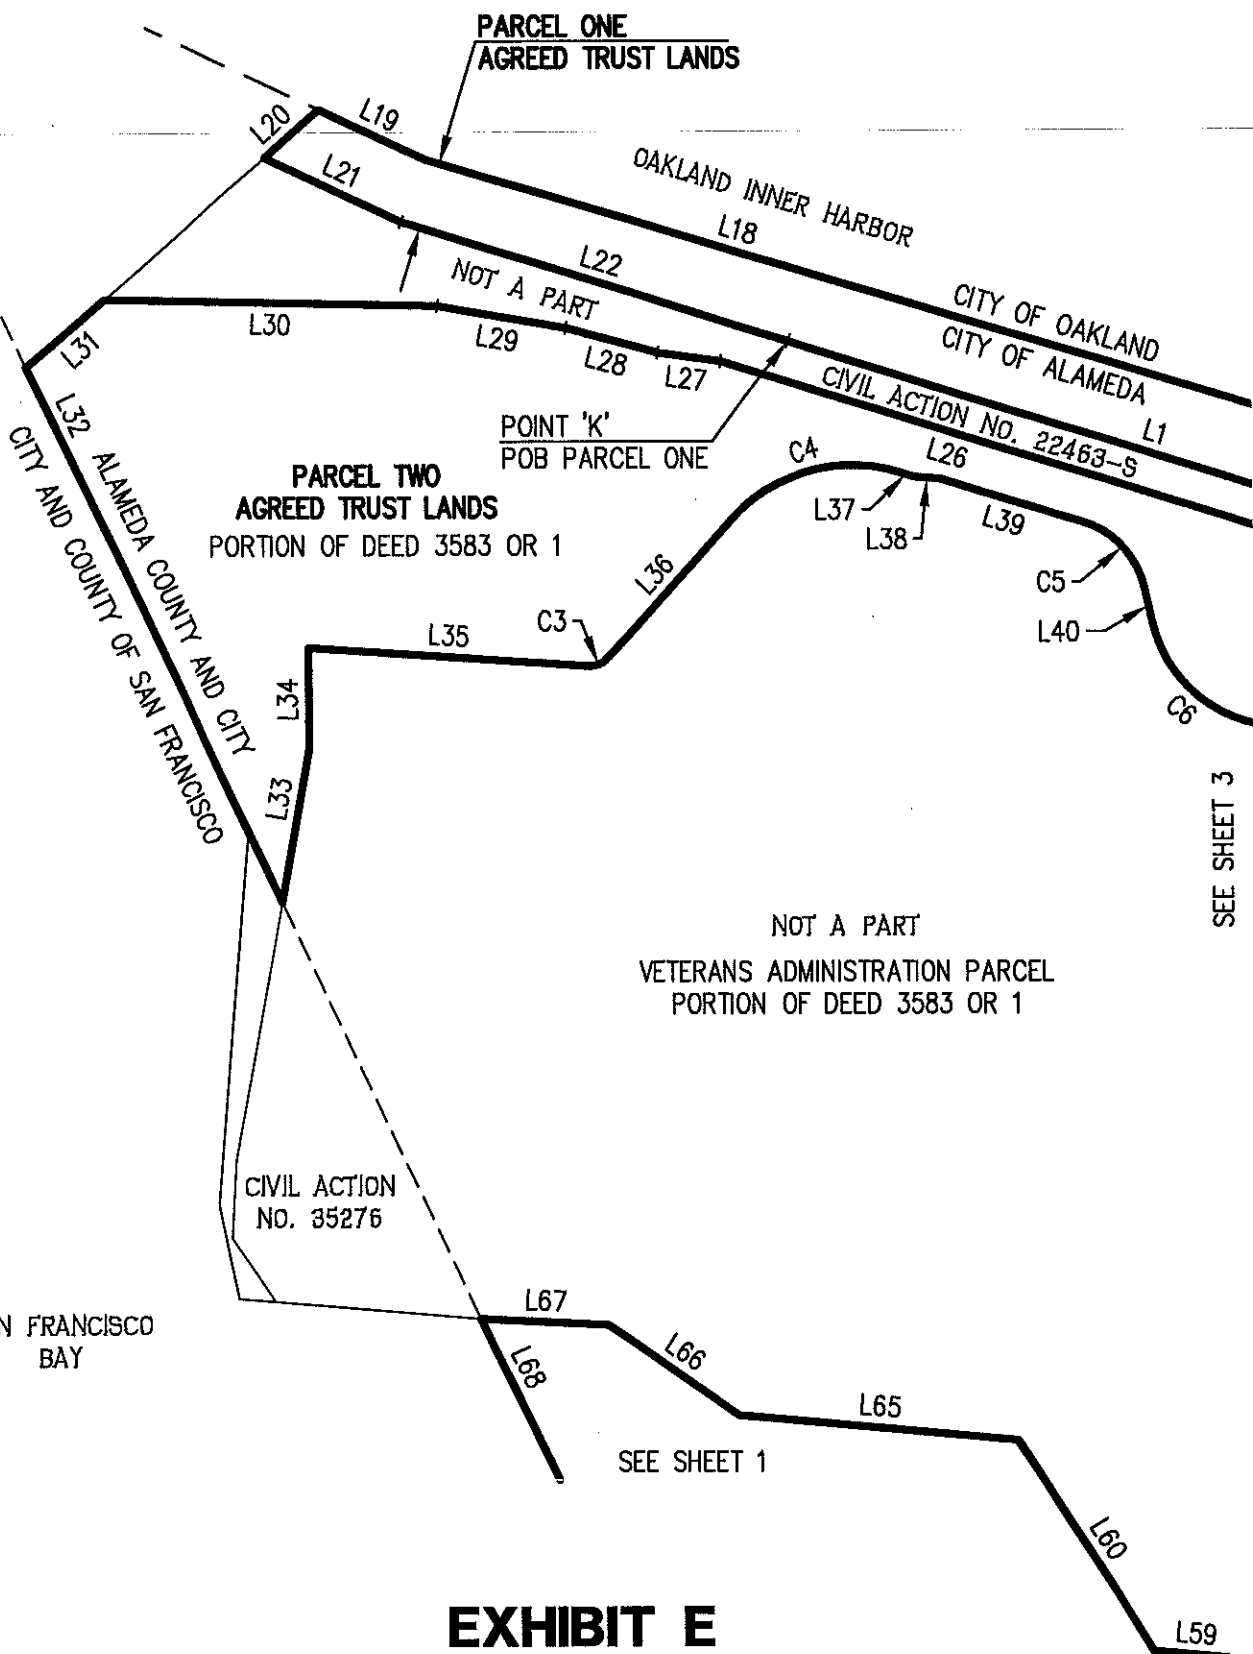 PARCEL ONE
AGREED TRUST LANDS
L20
L19
L21
OAKLAND INNER HARBOR
L18
L22
NOT A PART
CITY OF OAKLAND
CITY OF ALAMEDA
L31
L30
L29
L28
L27
CIVIL ACTION NO. 22463-S
L1
L32
POINT 'K'
POB PARCEL ONE
C4
L26
ALAMEDA COUNTY AND CITY
CITY AND COUNTY OF SAN FRANCISCO
PARCEL TWO
AGREED TRUST LANDS
PORTION OF DEED 3583 OR 1
L37
L38
L39
L36
C5
C3
L35
L40
L34
C6
L33
SEE SHEET 3
NOT A PART
VETERANS ADMINISTRATION PARCEL
PORTION OF DEED 3583 OR 1
CIVIL ACTION
NO. 35276
N FRANCISCO
BAY
L67
L68
L66
L65
SEE SHEET 1
L60
EXHIBIT E
L59